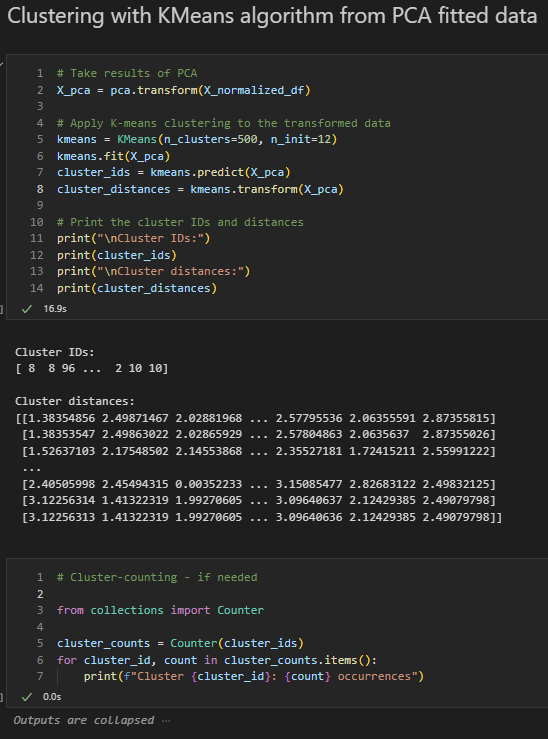 Clustering with KMeans algorithm from PCA fitted data
1 # Take results of PCA
2 X_pca = pca.transform(X_normalized_df)
3
4 # Apply K-means clustering to the transformed data
5 kmeans = KMeans(n_clusters=500, n_init=12)
6 kmeans.fit(X_pca)
7 cluster_ids = kmeans.predict(X_pca)
8 cluster_distances = kmeans.transform(X_pca)
9
10 # Print the cluster IDs and distances
11 print("\nCluster IDs:")
12 print(cluster_ids)
13 print("\nCluster distances:")
14 print(cluster_distances)
] ✓ 16.9s
Cluster IDs:
[ 8  8 96 ...  2 10 10]
Cluster distances:
[[1.38354856 2.49871467 2.02881968 ... 2.57795536 2.06355591 2.87355815]
 [1.38353547 2.49863022 2.02865929 ... 2.57804863 2.0635637  2.87355026]
 [1.52637103 2.17548502 2.14553868 ... 2.35527181 1.72415211 2.55991222]
 ...
 [2.40505998 2.45494315 0.00352233 ... 3.15085477 2.82683122 2.49832125]
 [3.12256314 1.41322319 1.99270605 ... 3.09640637 2.12429385 2.49079798]
 [3.12256313 1.41322319 1.99270605 ... 3.09640636 2.12429385 2.49079798]]
1 # Cluster-counting - if needed
2
3 from collections import Counter
4
5 cluster_counts = Counter(cluster_ids)
6 for cluster_id, count in cluster_counts.items():
7     print(f"Cluster {cluster_id}: {count} occurrences")
] ✓ 0.0s
Outputs are collapsed ...